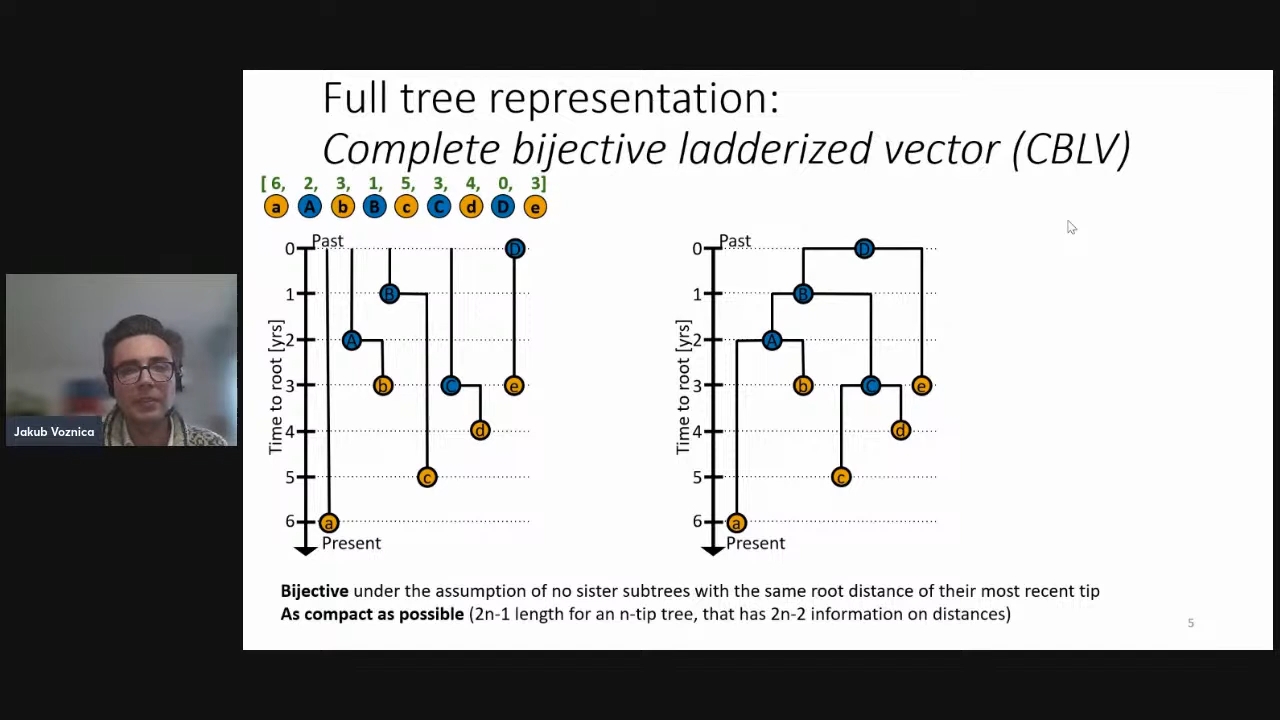 Full tree representation:
Complete bijective ladderized vector (CBLV)
[ 6, 2, 3, 1, 5, 3, 4, 0, 3]
a A b B c C d D e
Past
0
1
2
3
4
5
6
Time to root [yrs]
D
B
A
b
C
e
d
c
a
Present
Past
0
1
2
3
4
5
6
Time to root [yrs]
D
B
A
b
C
e
d
c
a
Present
Jakub Voznica
Bijective under the assumption of no sister subtrees with the same root distance of their most recent tip
As compact as possible (2n-1 length for an n-tip tree, that has 2n-2 information on distances)
5